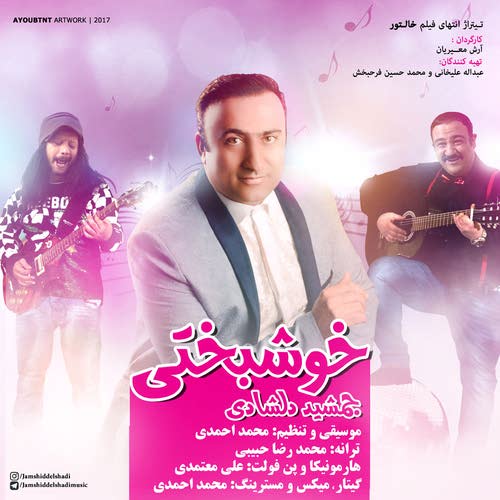 AYOUBTNT ARTWORK | 2017
تیتراژ انتهای فیلم خالتور
کارگردان :
آرش معیریان
تهیه کنندگان:
عبداله علیخانی و محمد حسین فرحبخش
خوشبختی
جمشید دلشادی
موسیقی و تنظیم: محمد احمدی
ترانه: محمد رضا حبیبی
هارمونیکا و پن فولت: علی معتمدی
گیتار، میکس و مسترینگ: محمد احمدی
/Jamshiddelshadi
/Jamshiddelshadimusic